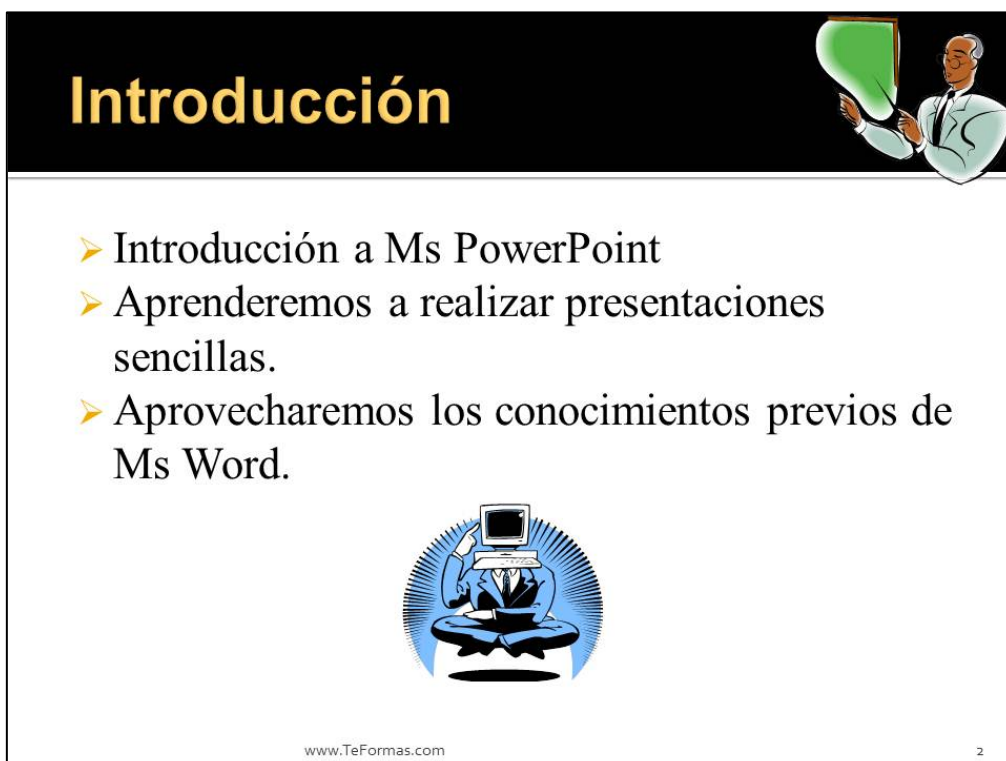 Introducción
➢ Introducción a Ms PowerPoint
➢ Aprenderemos a realizar presentaciones
sencillas.
➢ Aprovecharemos los conocimientos previos de
Ms Word.
www.TeFormas.com
2